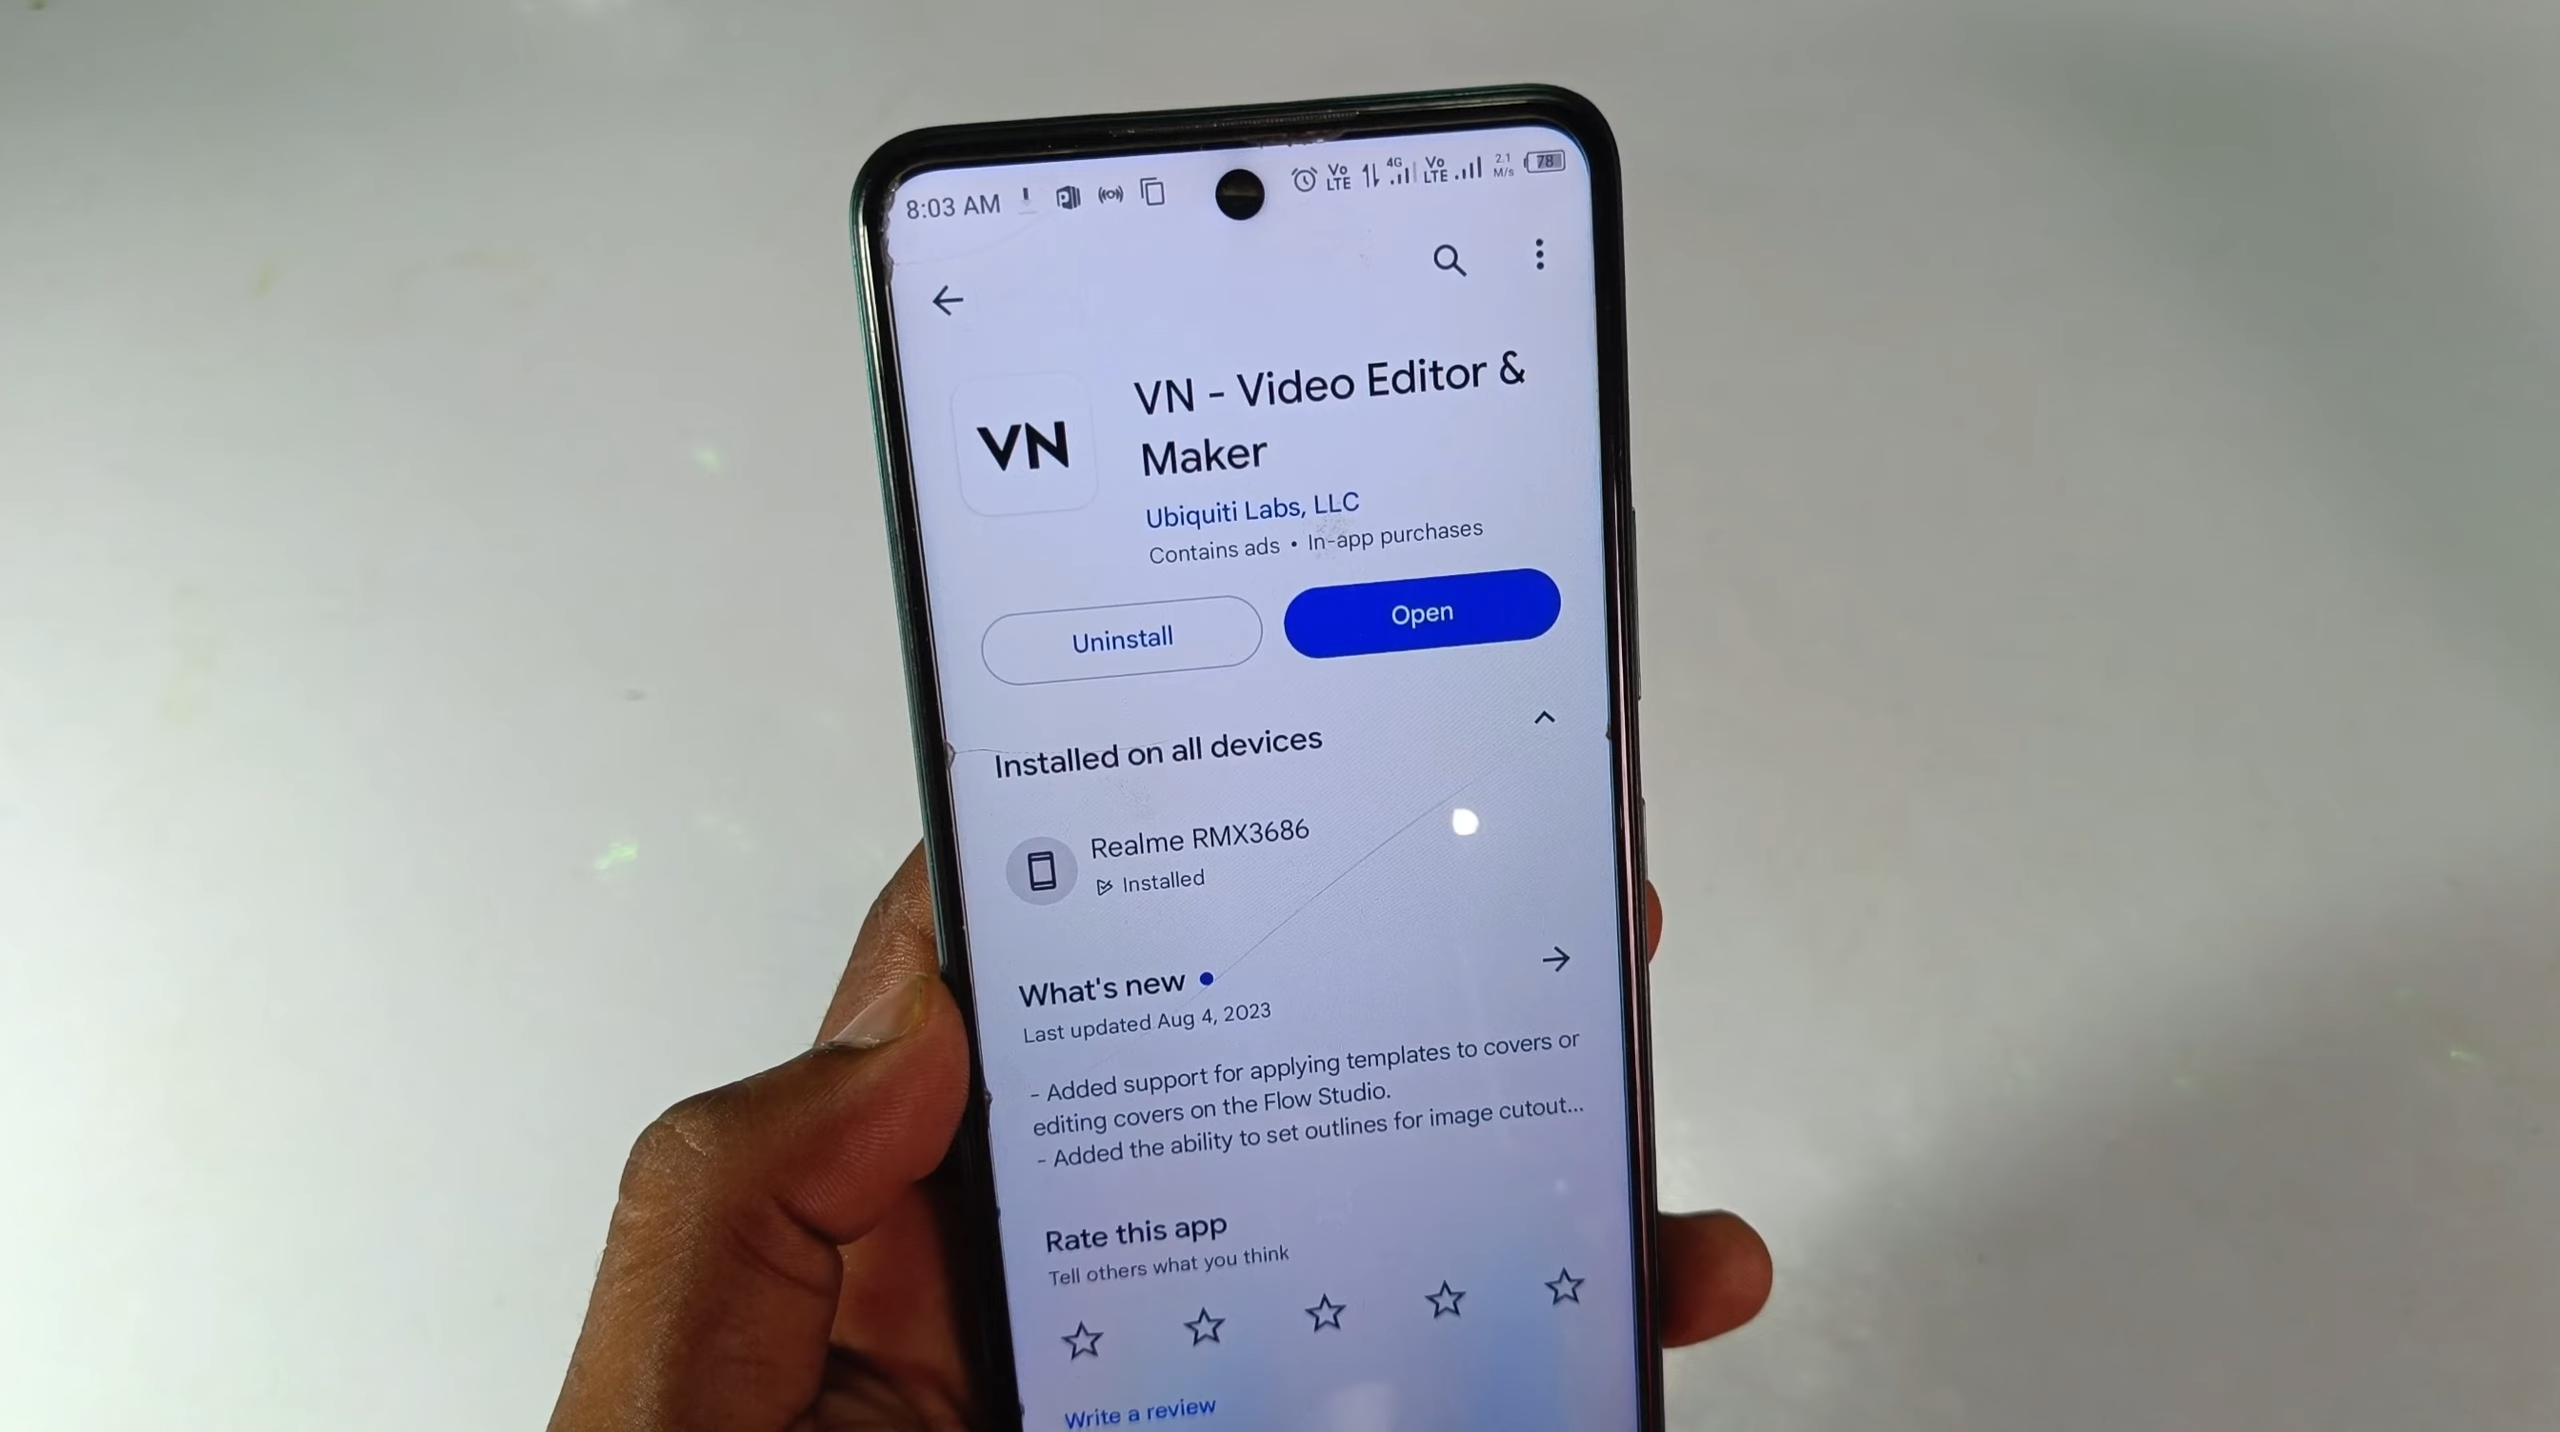 8:03 AM
Vo LTE 4G Vo LTE 2.1 M/s 78
VN
VN - Video Editor &
Maker
Ubiquiti Labs, LLC
Contains ads • In-app purchases
Uninstall
Open
Installed on all devices
Realme RMX3686
Installed
What's new
Last updated Aug 4, 2023
- Added support for applying templates to covers or
editing covers on the Flow Studio.
- Added the ability to set outlines for image cutout...
Rate this app
Tell others what you think
Write a review